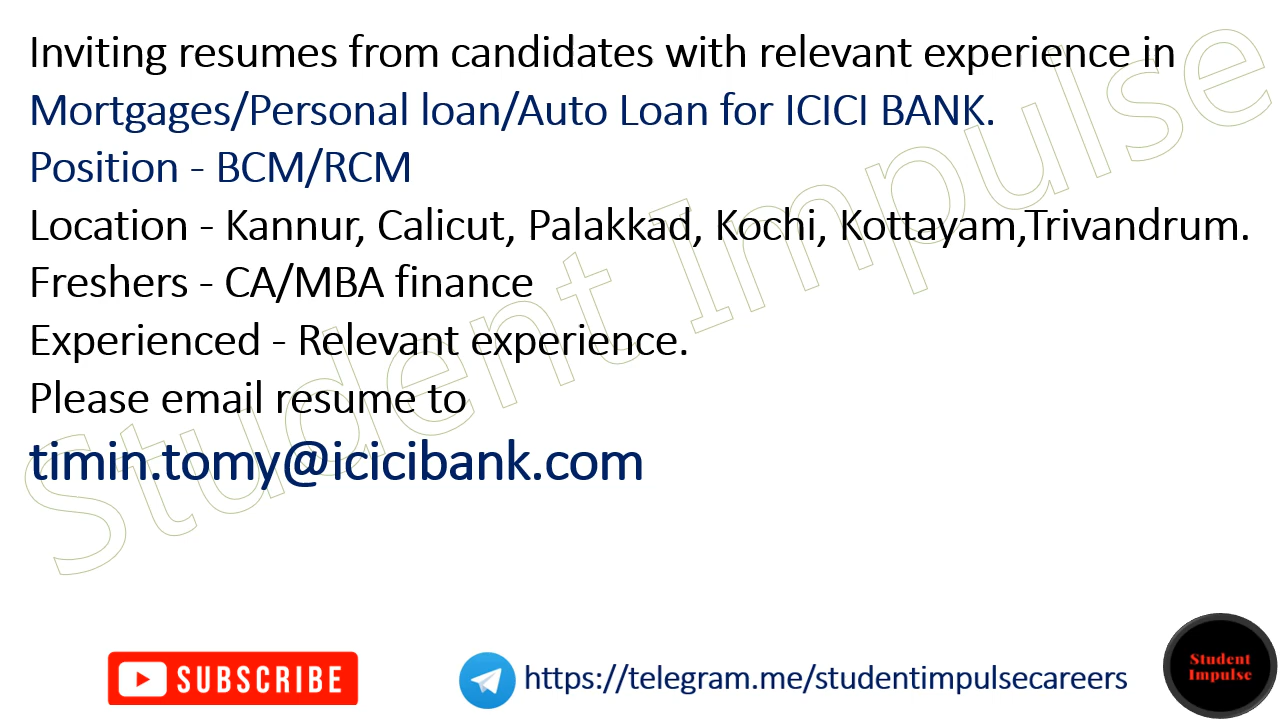 Inviting resumes from candidates with relevant experience in
Mortgages/Personal loan/Auto Loan for ICICI BANK.
Position - BCM/RCM
Location - Kannur, Calicut, Palakkad, Kochi, Kottayam,Trivandrum.
Freshers - CA/MBA finance
Experienced - Relevant experience.
Please email resume to
timin.tomy@icicibank.com
Student Impulse
SUBSCRIBE
https://telegram.me/studentimpulsecareers
Student
Impulse